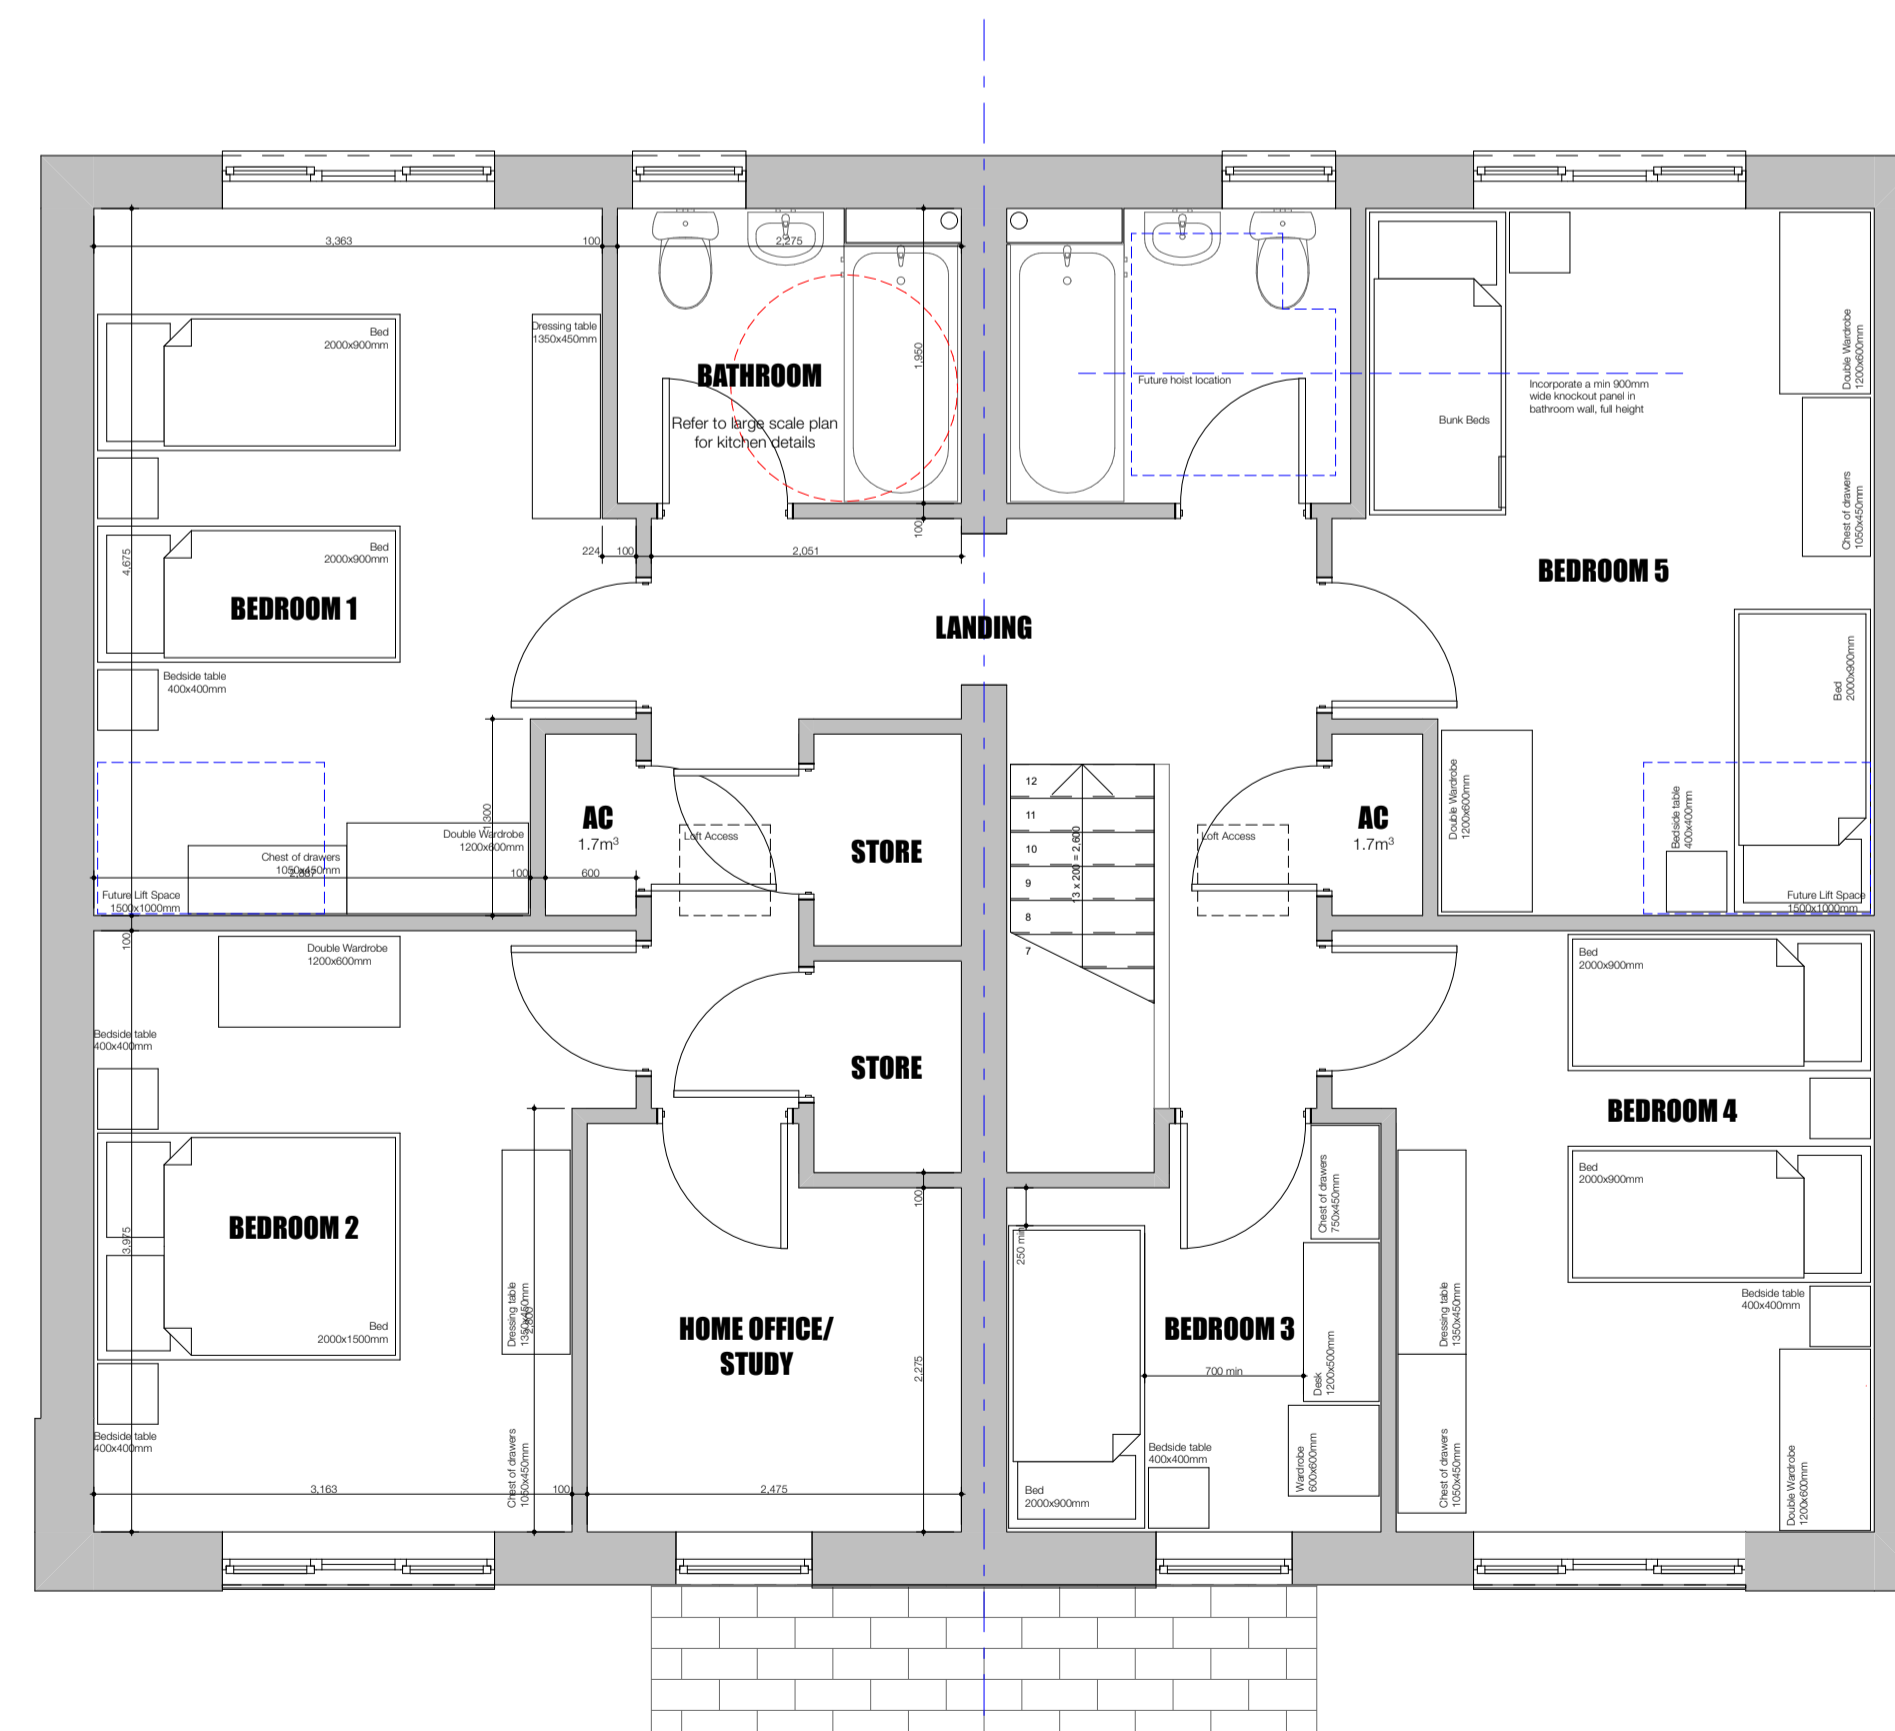 3,363
100
2,275
Bed
2000x900mm
Dressing table
1350x450mm
1,950
BATHROOM
Refer to large scale plan
for kitchen details
Future hoist location
Incorporate a min 900mm
wide knockout panel in
bathroom wall, full height
Bunk Beds
Double Wardrobe
1200x600mm
Chest of drawers
1050x450mm
4,675
Bed
2000x900mm
BEDROOM 1
224
100
2,051
100
LANDING
BEDROOM 5
Bedside table
400x400mm
Bed
2000x900mm
1,300
AC
1.7m³
Loft Access
STORE
12
11
10
9
8
7
13 x 200 = 2,600
Loft Access
AC
1.7m³
Double Wardrobe
1200x600mm
Bedside table
400x400mm
Double Wardrobe
1200x600mm
Chest of drawers
1050x450mm
100
600
Future Lift Space
1500x1000mm
Future Lift Space
1500x1000mm
100
Double Wardrobe
1200x600mm
Bed
2000x900mm
Bedside table
400x400mm
STORE
BEDROOM 4
BEDROOM 2
3,975
Bed
2000x1500mm
Dressing table
1350x450mm
HOME OFFICE/
STUDY
100
2,275
250 min
Chest of drawers
750x450mm
BEDROOM 3
Desk
1200x500mm
700 min
Dressing table
1350x450mm
Bed
2000x900mm
Bedside table
400x400mm
Bedside table
400x400mm
Chest of drawers
1050x450mm
3,163
100
2,475
Bed
2000x900mm
Bedside table
400x400mm
Wardrobe
600x600mm
Chest of drawers
1050x450mm
Double Wardrobe
1200x600mm